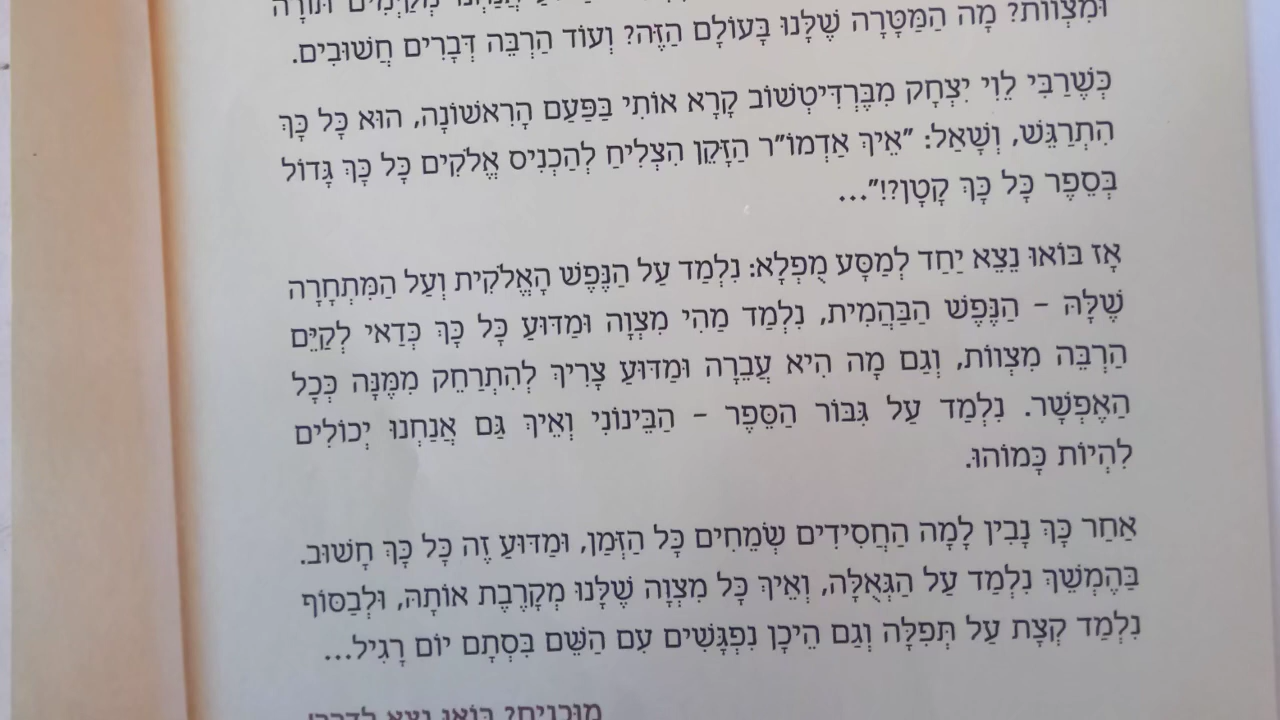 וּמִצְווֹת? מָה הַמַּטָּרָה שֶׁלָּנוּ בָּעוֹלָם הַזֶּה? וְעוֹד הַרְבֵּה דְּבָרִים חֲשׁוּבִים.
כְּשֶׁרַבִּי לֵוִי יִצְחָק מִבֶּרְדִּיטְשׁוֹב קָרָא אוֹתִי בַּפַּעַם הָרִאשׁוֹנָה, הוּא כָּל כָּךְ
הִתְרַגֵּשׁ, וְשָׁאַל: "אֵיךְ אַדְמוֹ"ר הַזָּקֵן הִצְלִיחַ לְהַכְנִיס אֱלֹקִים כָּל כָּךְ גָּדוֹל
בְּסֵפֶר כָּל כָּךְ קָטָן?!"...
אָז בּוֹאוּ נֵצֵא יַחַד לְמַסָּע מֻפְלָא: נִלְמַד עַל הַנֶּפֶשׁ הָאֱלֹקִית וְעַל הַמִּתְחָרָה
שֶׁלָּהּ – הַנֶּפֶשׁ הַבַּהֲמִית, נִלְמַד מַהִי מִצְוָה וּמַדּוּעַ כָּל כָּךְ כְּדַאי לְקַיֵּם
הַרְבֵּה מִצְווֹת, וְגַם מָה הִיא עֲבֵרָה וּמַדּוּעַ צָרִיךְ לְהִתְרַחֵק מִמֶּנָּה כְּכָל
הָאֶפְשָׁר. נִלְמַד עַל גִּבּוֹר הַסֵּפֶר – הַבֵּינוֹנִי וְאֵיךְ גַּם אֲנַחְנוּ יְכוֹלִים
לִהְיוֹת כָּמוֹהוּ.
אַחַר כָּךְ נָבִין לָמָה הַחֲסִידִים שְׂמֵחִים כָּל הַזְּמַן, וּמַדּוּעַ זֶה כָּל כָּךְ חָשׁוּב.
בַּהֶמְשֵׁךְ נִלְמַד עַל הַגְּאֻלָּה, וְאֵיךְ כָּל מִצְוָה שֶׁלָּנוּ מְקָרֶבֶת אוֹתָהּ, וּלְבַסּוֹף
נִלְמַד קְצָת עַל תְּפִלָּה וְגַם הֵיכָן נִפְגָּשִׁים עִם הַשֵּׁם בִּסְתָם יוֹם רָגִיל...